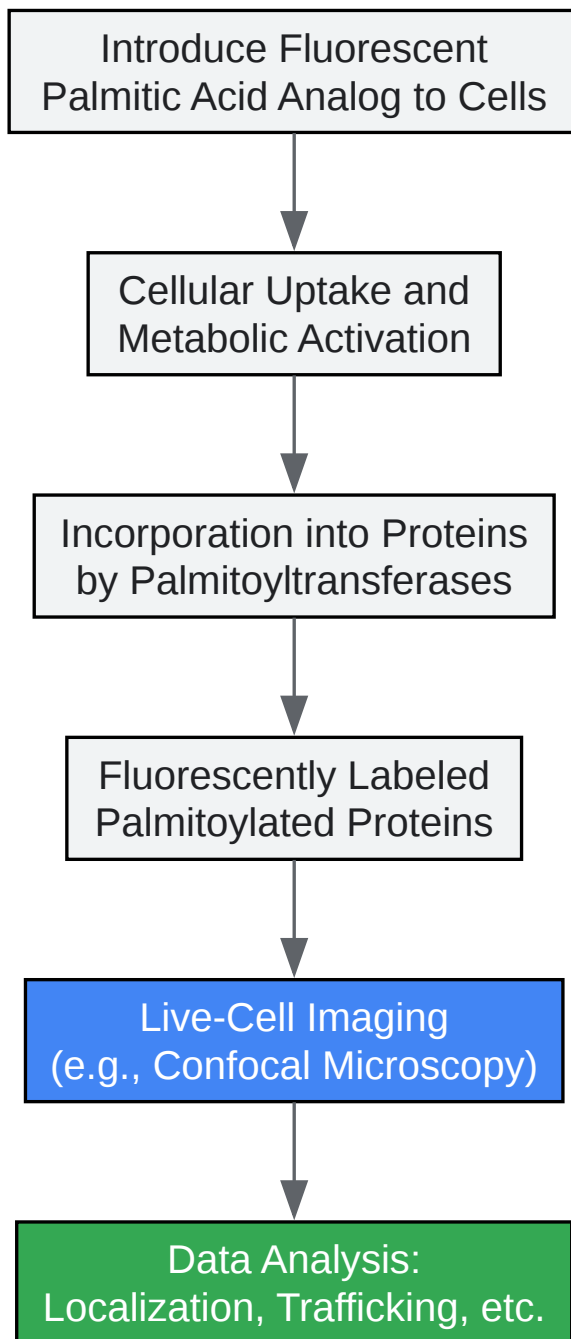 Introduce Fluorescent
Palmitic Acid Analog to Cells
Cellular Uptake and
Metabolic Activation
Incorporation into Proteins
by Palmitoyltransferases
Fluorescently Labeled
Palmitoylated Proteins
Live-Cell Imaging
(e.g., Confocal Microscopy)
Data Analysis:
Localization, Trafficking, etc.